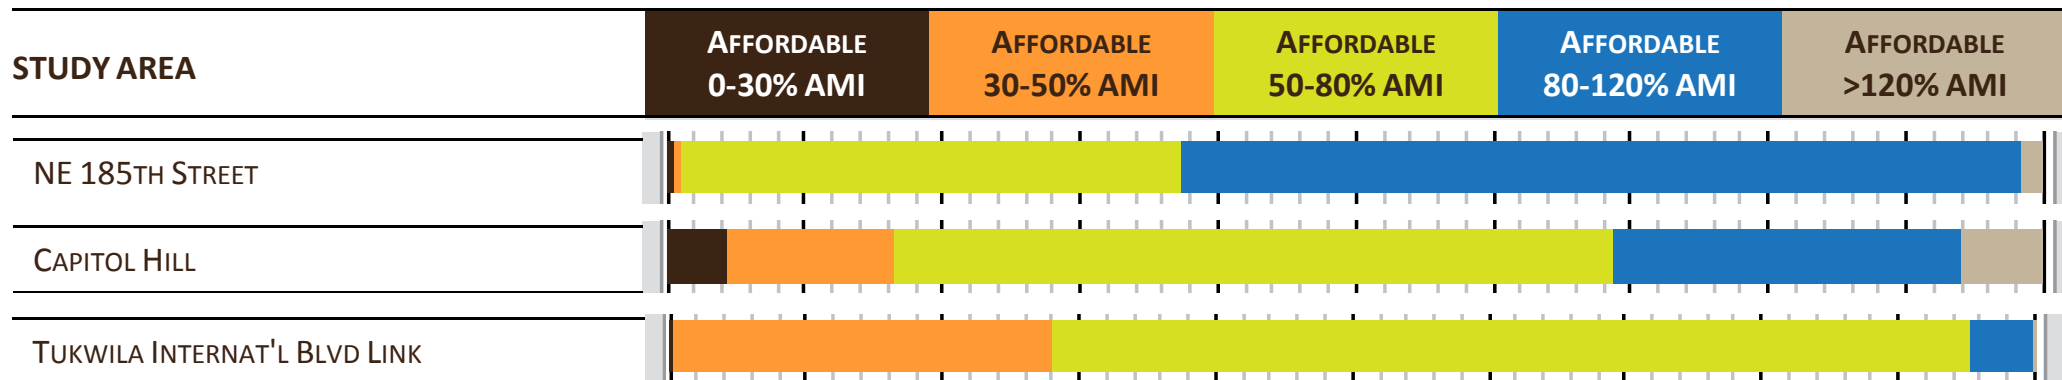 STUDY AREA
AFFORDABLE 0-30% AMI
AFFORDABLE 30-50% AMI
AFFORDABLE 50-80% AMI
AFFORDABLE 80-120% AMI
AFFORDABLE >120% AMI
NE 185TH STREET
CAPITOL HILL
TUKWILA INTERNAT'L BLVD LINK